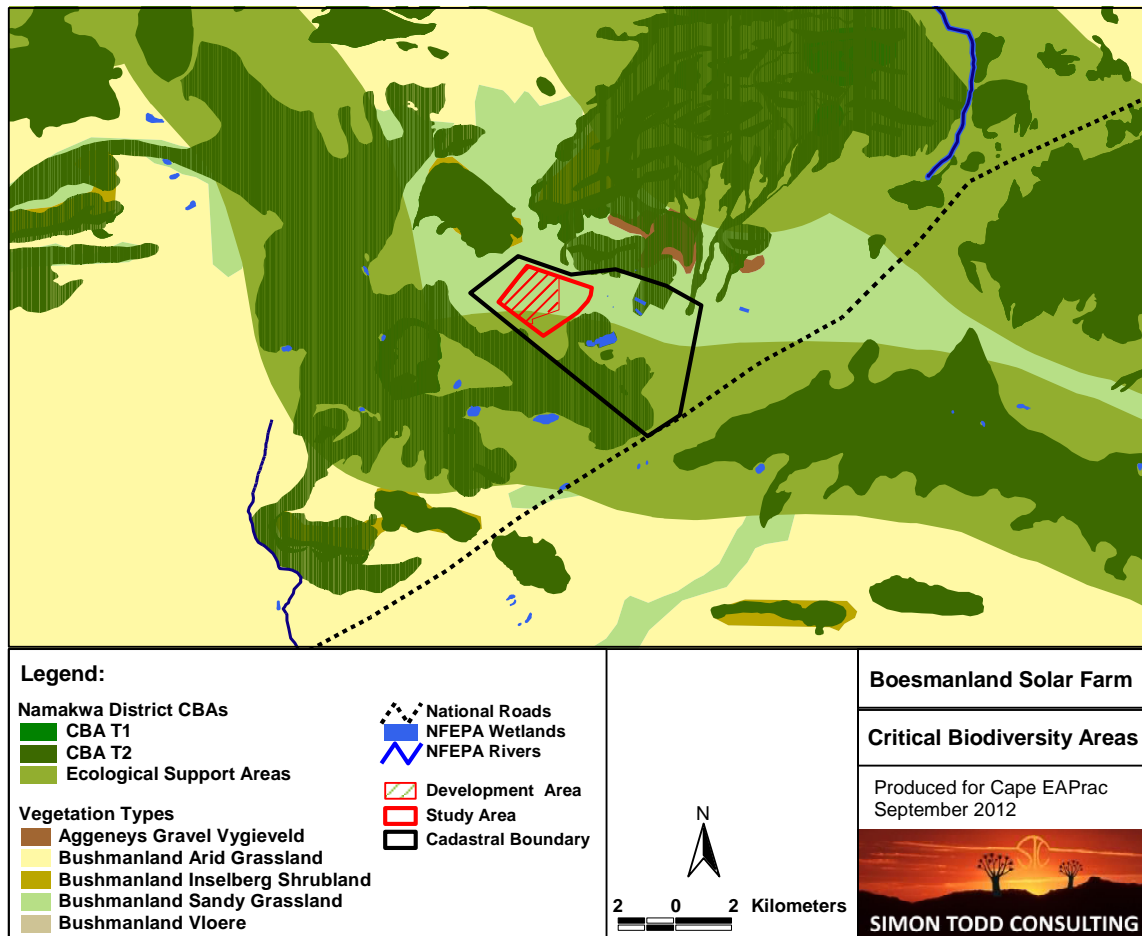 Legend:
Namakwa District CBAs
CBA T1
CBA T2
Ecological Support Areas
Vegetation Types
Aggeneys Gravel Vygieveld
Bushmanland Arid Grassland
Bushmanland Inselberg Shrubland
Bushmanland Sandy Grassland
Bushmanland Vloere
National Roads
NFEPA Wetlands
NFEPA Rivers
Development Area
Study Area
Cadastral Boundary
N
2 0 2 Kilometers
Boesmanland Solar Farm
Critical Biodiversity Areas
Produced for Cape EAPrac
September 2012
SIMON TODD CONSULTING